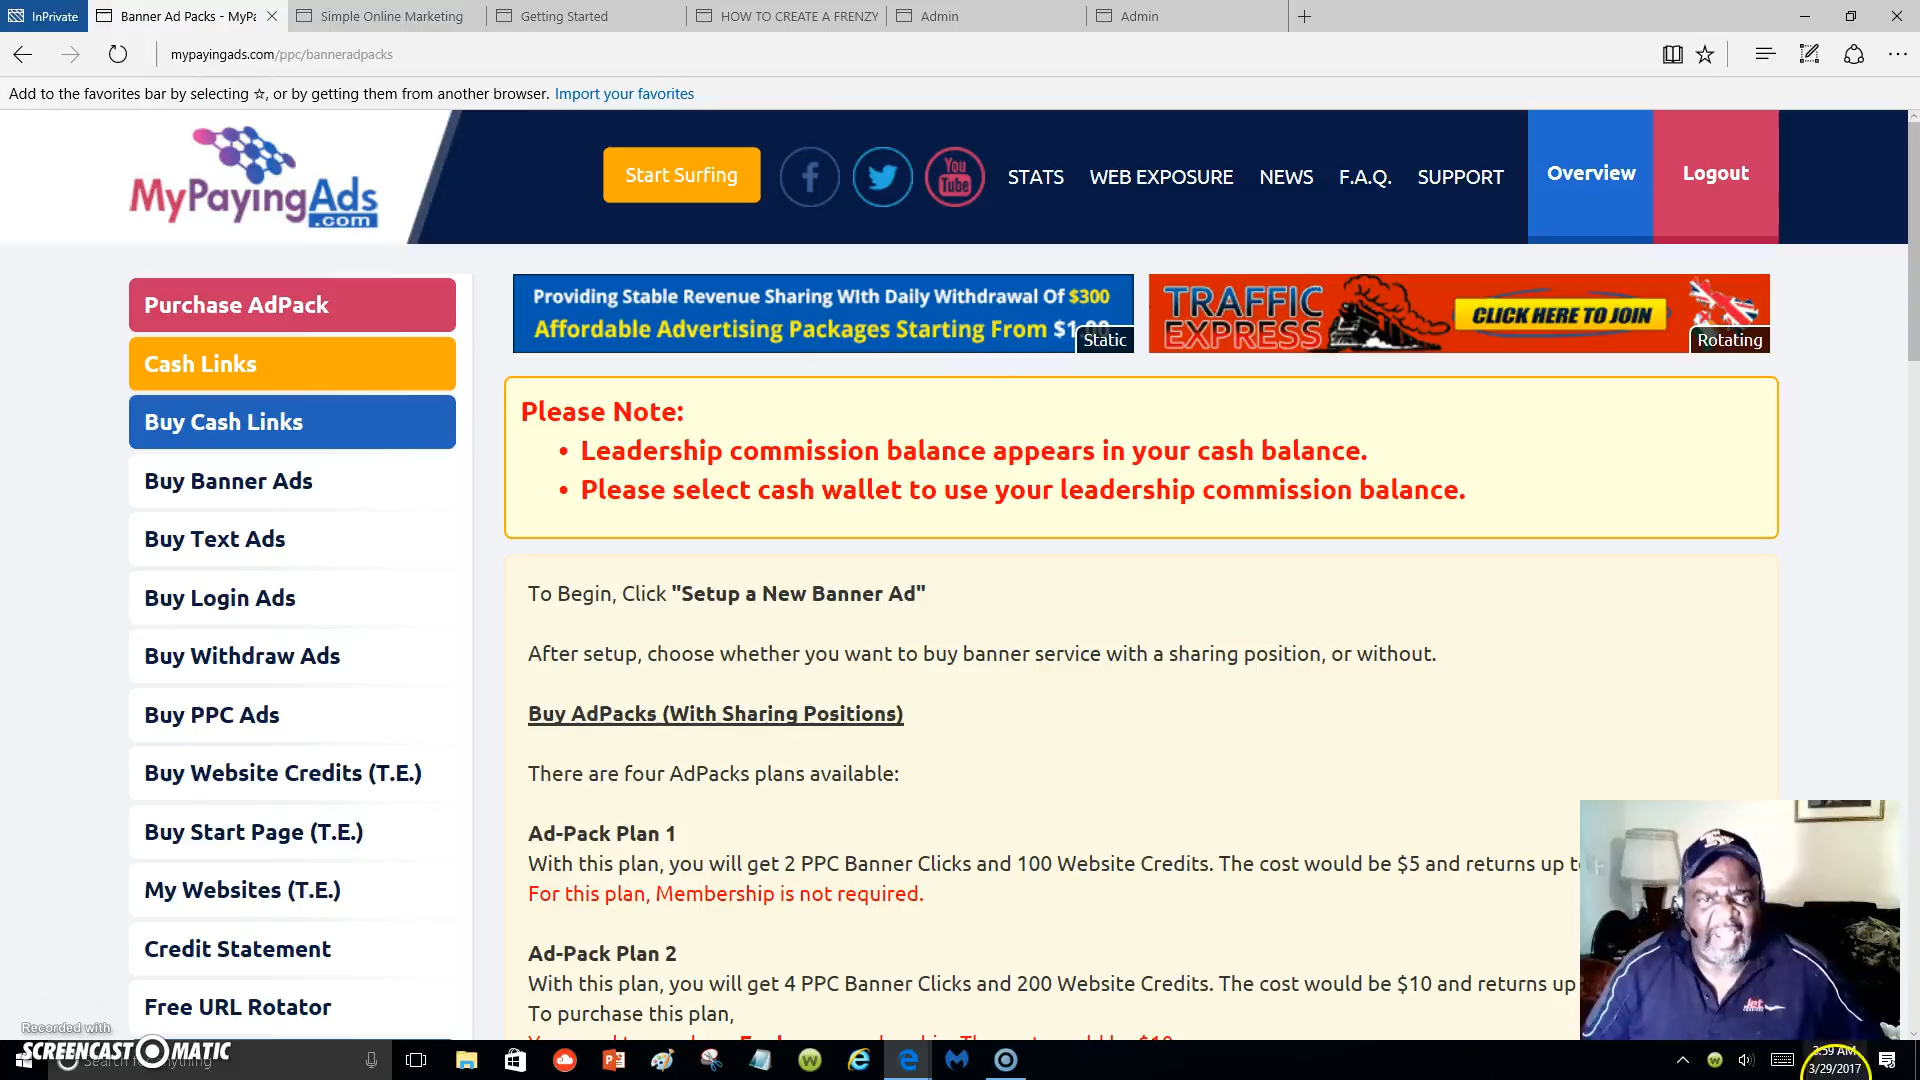 InPrivate
Banner Ad Packs - MyPa
Simple Online Marketing
Getting Started
HOW TO CREATE A FRENZY
Admin
Admin
mypayingads.com/ppc/banneradpacks
Add to the favorites bar by selecting ☆, or by getting them from another browser. Import your favorites
MyPayingAds
.com
Start Surfing
You
Tube
STATS
WEB EXPOSURE
NEWS
F.A.Q.
SUPPORT
Overview
Logout
Purchase AdPack
Cash Links
Buy Cash Links
Buy Banner Ads
Buy Text Ads
Buy Login Ads
Buy Withdraw Ads
Buy PPC Ads
Buy Website Credits (T.E.)
Buy Start Page (T.E.)
My Websites (T.E.)
Credit Statement
Free URL Rotator
Providing Stable Revenue Sharing WIth Daily Withdrawal Of $300
Affordable Advertising Packages Starting From $1.00
Static
TRAFFIC
EXPRESS
CLICK HERE TO JOIN
Rotating
Please Note:
• Leadership commission balance appears in your cash balance.
• Please select cash wallet to use your leadership commission balance.
To Begin, Click "Setup a New Banner Ad"
After setup, choose whether you want to buy banner service with a sharing position, or without.
Buy AdPacks (With Sharing Positions)
There are four AdPacks plans available:
Ad-Pack Plan 1
With this plan, you will get 2 PPC Banner Clicks and 100 Website Credits. The cost would be $5 and returns up to
For this plan, Membership is not required.
Ad-Pack Plan 2
With this plan, you will get 4 PPC Banner Clicks and 200 Website Credits. The cost would be $10 and returns up
To purchase this plan,
Recorded with
SCREENCAST-O-MATIC
Search for anything
3:59 AM
3/29/2017